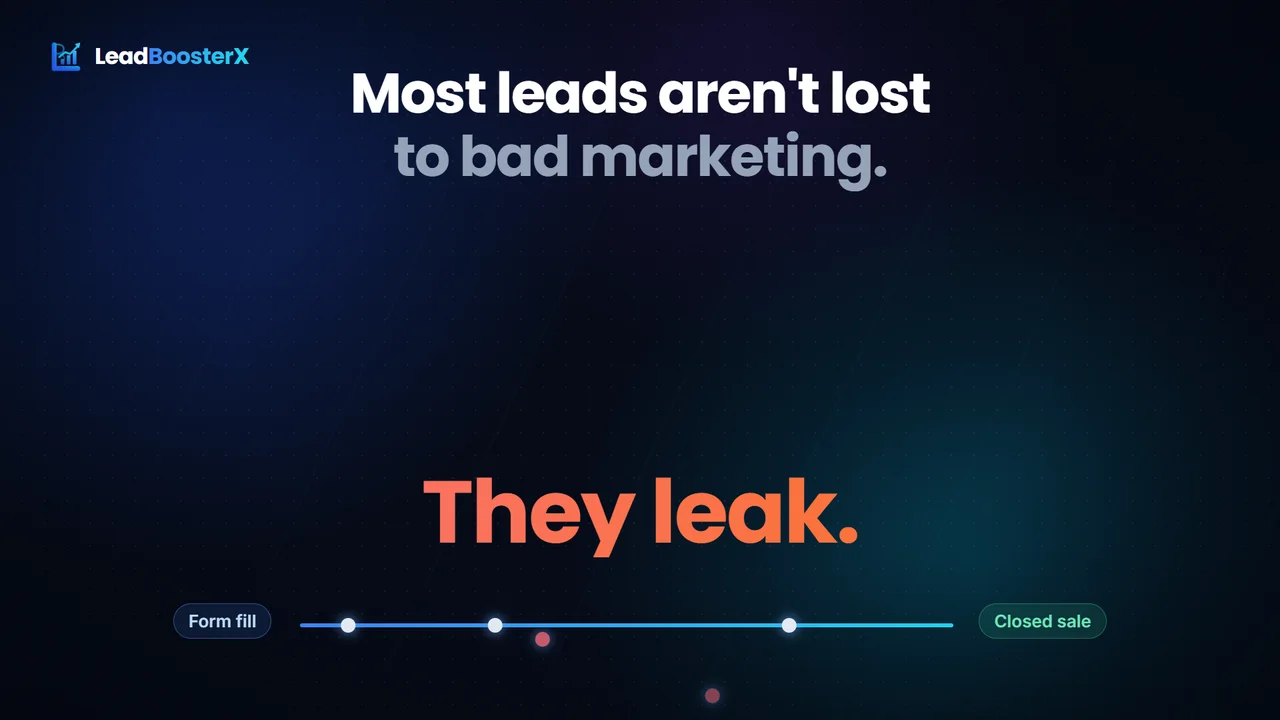 LeadBoosterX
Most leads aren't lost
to bad marketing.
They leak.
Form fill
Closed sale